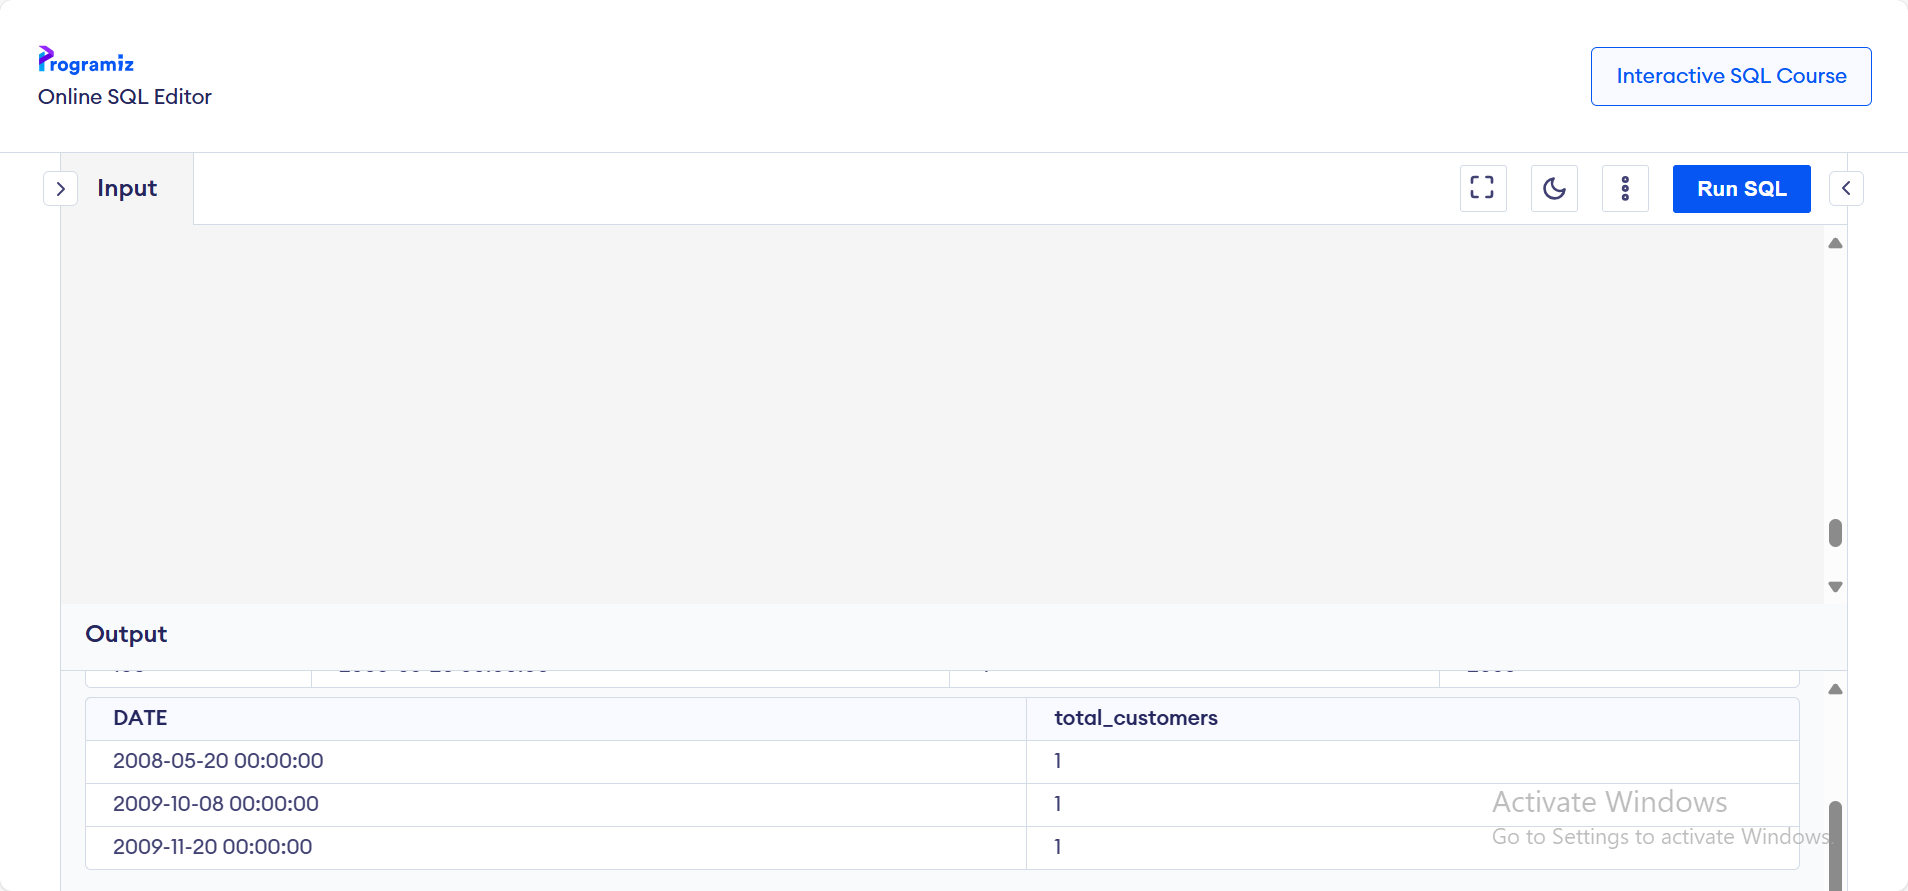 Programiz
Online SQL Editor
Interactive SQL Course
Input
Run SQL
Output
DATE total_customers
2008-05-20 00:00:00 1
2009-10-08 00:00:00 1
2009-11-20 00:00:00 1
Activate Windows
Go to Settings to activate Windows.